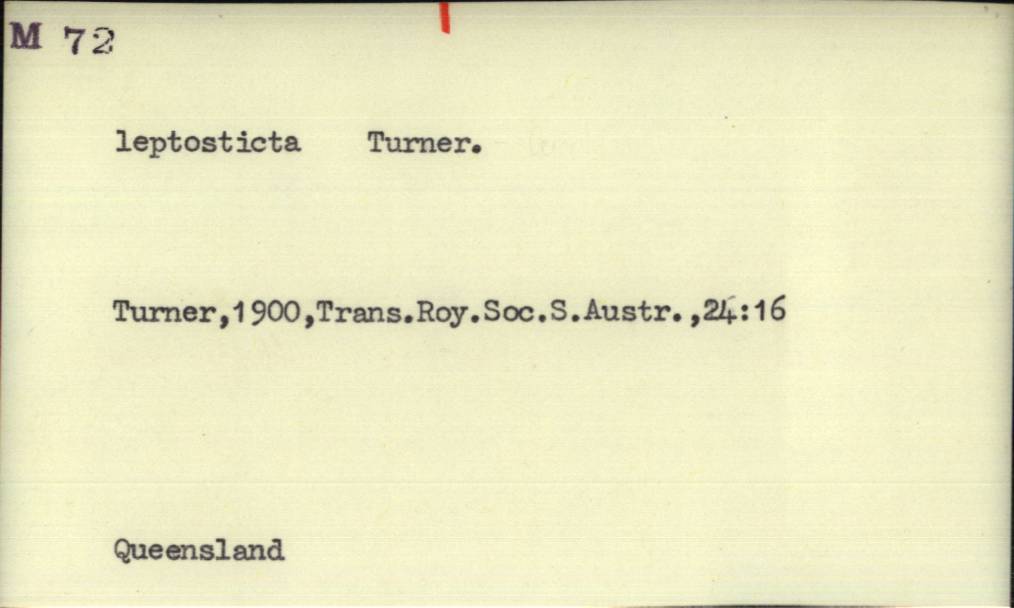 M 72
leptosticta Turner.
Turner,1900,Trans.Roy.Soc.S.Austr.,24:16
Queensland